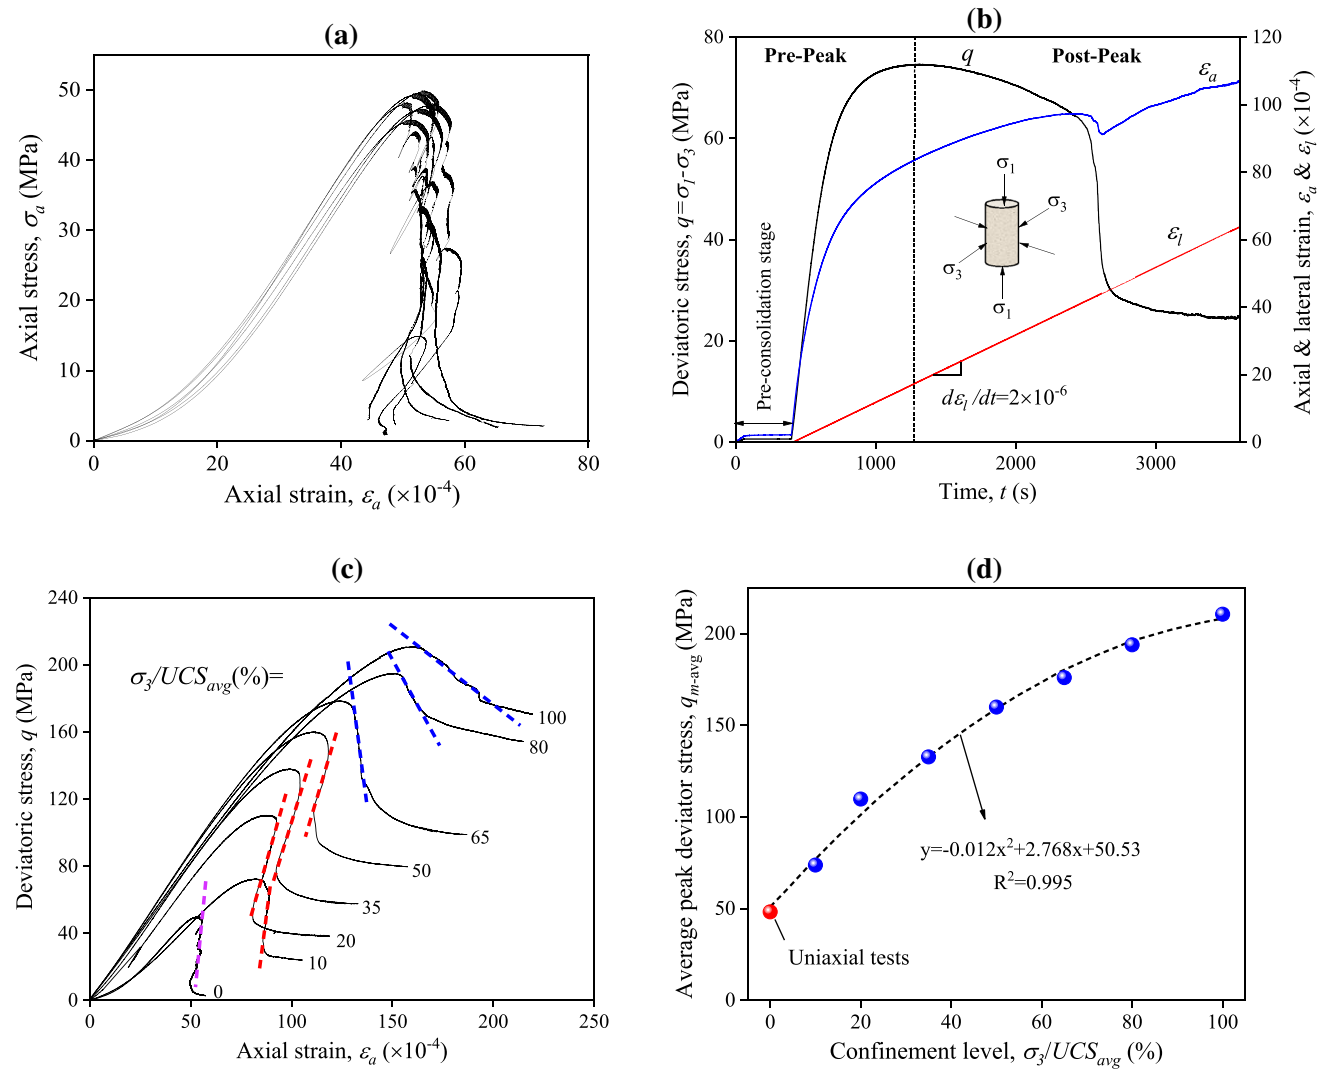 (a)
Axial stress, σa (MPa)
50
40
30
20
10
0
0
20
40
60
80
Axial strain, εa (×10-4)
(b)
Deviatoric stress, q=σl-σ3 (MPa)
80
60
40
20
0
Pre-Peak
q
Post-Peak
εa
σ1
σ3
σ3
σ1
εl
Pre-consolidation stage
dεl /dt=2×10-6
120
100
80
60
40
20
0
Axial & lateral strain, εa & εl (×10-4)
0
1000
2000
3000
Time, t (s)
(c)
Deviatoric stress, q (MPa)
240
200
160
120
80
40
0
σ3/UCSavg(%)=
100
80
65
50
35
20
10
0
0
50
100
150
200
250
Axial strain, εa (×10-4)
(d)
Average peak deviator stress, qm-avg (MPa)
200
150
100
50
0
y=-0.012x2+2.768x+50.53
R2=0.995
Uniaxial tests
0
20
40
60
80
100
Confinement level, σ3/UCSavg (%)